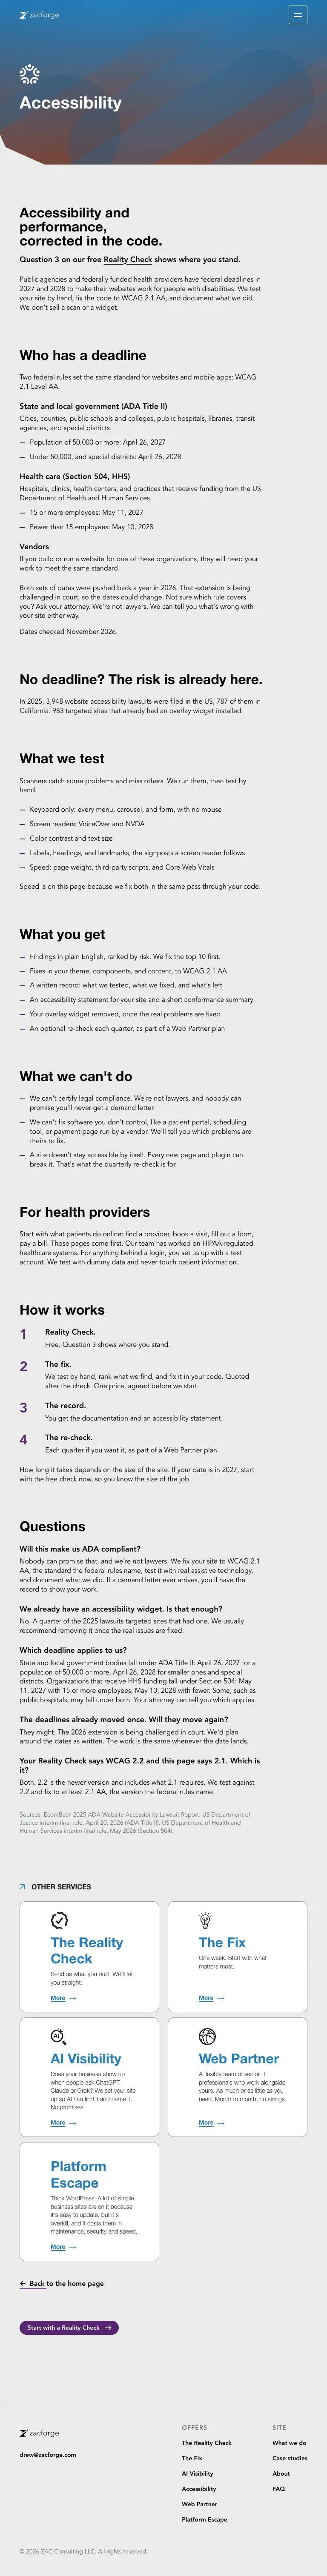 zacforge
Accessibility
Accessibility and
performance,
corrected in the code.
Question 3 on our free Reality Check shows where you stand.
Public agencies and federally funded health providers have federal deadlines in
2027 and 2028 to make their websites work for people with disabilities. We test
your site by hand, fix the code to WCAG 2.1 AA, and document what we did.
We don't sell a scan or a widget.
Who has a deadline
Two federal rules set the same standard for websites and mobile apps: WCAG
2.1 Level AA.
State and local government (ADA Title II)
Cities, counties, public schools and colleges, public hospitals, libraries, transit
agencies, and special districts.
— Population of 50,000 or more: April 26, 2027
— Under 50,000, and special districts: April 26, 2028
Health care (Section 504, HHS)
Hospitals, clinics, health centers, and practices that receive funding from the US
Department of Health and Human Services.
— 15 or more employees: May 11, 2027
— Fewer than 15 employees: May 10, 2028
Vendors
If you build or run a website for one of these organizations, they will need your
work to meet the same standard.
Both sets of dates were pushed back a year in 2026. That extension is being
challenged in court, so the dates could change. Not sure which rule covers
you? Ask your attorney. We're not lawyers. We can tell you what's wrong with
your site either way.
Dates checked November 2026.
No deadline? The risk is already here.
In 2025, 3,948 website accessibility lawsuits were filed in the US, 787 of them in
California. 983 targeted sites that already had an overlay widget installed.
What we test
Scanners catch some problems and miss others. We run them, then test by
hand.
— Keyboard only: every menu, carousel, and form, with no mouse
— Screen readers: VoiceOver and NVDA
— Color contrast and text size
— Labels, headings, and landmarks, the signposts a screen reader follows
— Speed: page weight, third-party scripts, and Core Web Vitals
Speed is on this page because we fix both in the same pass through your code.
What you get
— Findings in plain English, ranked by risk. We fix the top 10 first.
— Fixes in your theme, components, and content, to WCAG 2.1 AA
— A written record: what we tested, what we fixed, and what's left
— An accessibility statement for your site and a short conformance summary
— Your overlay widget removed, once the real problems are fixed
— An optional re-check each quarter, as part of a Web Partner plan
What we can't do
— We can't certify legal compliance. We're not lawyers, and nobody can
promise you'll never get a demand letter.
— We can't fix software you don't control, like a patient portal, scheduling
tool, or payment page run by a vendor. We'll tell you which problems are
theirs to fix.
— A site doesn't stay accessible by itself. Every new page and plugin can
break it. That's what the quarterly re-check is for.
For health providers
Start with what patients do online: find a provider, book a visit, fill out a form,
pay a bill. Those pages come first. Our team has worked on HIPAA-regulated
healthcare systems. For anything behind a login, you set us up with a test
account. We test with dummy data and never touch patient information.
How it works
1 Reality Check.
Free. Question 3 shows where you stand.
2 The fix.
We test by hand, rank what we find, and fix it in your code. Quoted
after the check. One price, agreed before we start.
3 The record.
You get the documentation and an accessibility statement.
4 The re-check.
Each quarter if you want it, as part of a Web Partner plan.
How long it takes depends on the size of the site. If your date is in 2027, start
with the free check now, so you know the size of the job.
Questions
Will this make us ADA compliant?
Nobody can promise that, and we're not lawyers. We fix your site to WCAG 2.1
AA, the standard the federal rules name, test it with real assistive technology,
and document what we did. If a demand letter ever arrives, you'll have the
record to show your work.
We already have an accessibility widget. Is that enough?
No. A quarter of the 2025 lawsuits targeted sites that had one. We usually
recommend removing it once the real issues are fixed.
Which deadline applies to us?
State and local government bodies fall under ADA Title II: April 26, 2027 for a
population of 50,000 or more, April 26, 2028 for smaller ones and special
districts. Organizations that receive HHS funding fall under Section 504: May
11, 2027 with 15 or more employees, May 10, 2028 with fewer. Some, such as
public hospitals, may fall under both. Your attorney can tell you which applies.
The deadlines already moved once. Will they move again?
They might. The 2026 extension is being challenged in court. We'd plan
around the dates as written. The work is the same whenever the date lands.
Your Reality Check says WCAG 2.2 and this page says 2.1. Which is
it?
Both. 2.2 is the newer version and includes what 2.1 requires. We test against
2.2 and fix to at least 2.1 AA, the version the federal rules name.
Sources: EcomBack 2025 ADA Website Accessibility Lawsuit Report. US Department of
Justice interim final rule, April 20, 2026 (ADA Title II). US Department of Health and
Human Services interim final rule, May 2026 (Section 504).
OTHER SERVICES
The Reality
Check
Send us what you built. We'll tell
you straight.
More →
The Fix
One week. Start with what
matters most.
More →
AI
AI Visibility
Does your business show up
when people ask ChatGPT,
Claude or Grok? We set your site
up so AI can find it and name it.
No promises.
More →
Web Partner
A flexible team of senior IT
professionals who work alongside
yours. As much or as little as you
need. Month to month, no strings.
More →
Platform
Escape
Think WordPress. A lot of simple
business sites are on it because
it's easy to update, but it's
overkill, and it costs them in
maintenance, security and speed.
More →
← Back to the home page
Start with a Reality Check →
zacforge
drew@zacforge.com
OFFERS
The Reality Check
The Fix
AI Visibility
Accessibility
Web Partner
Platform Escape
SITE
What we do
Case studies
About
FAQ
© 2026 ZAC Consulting LLC. All rights reserved.